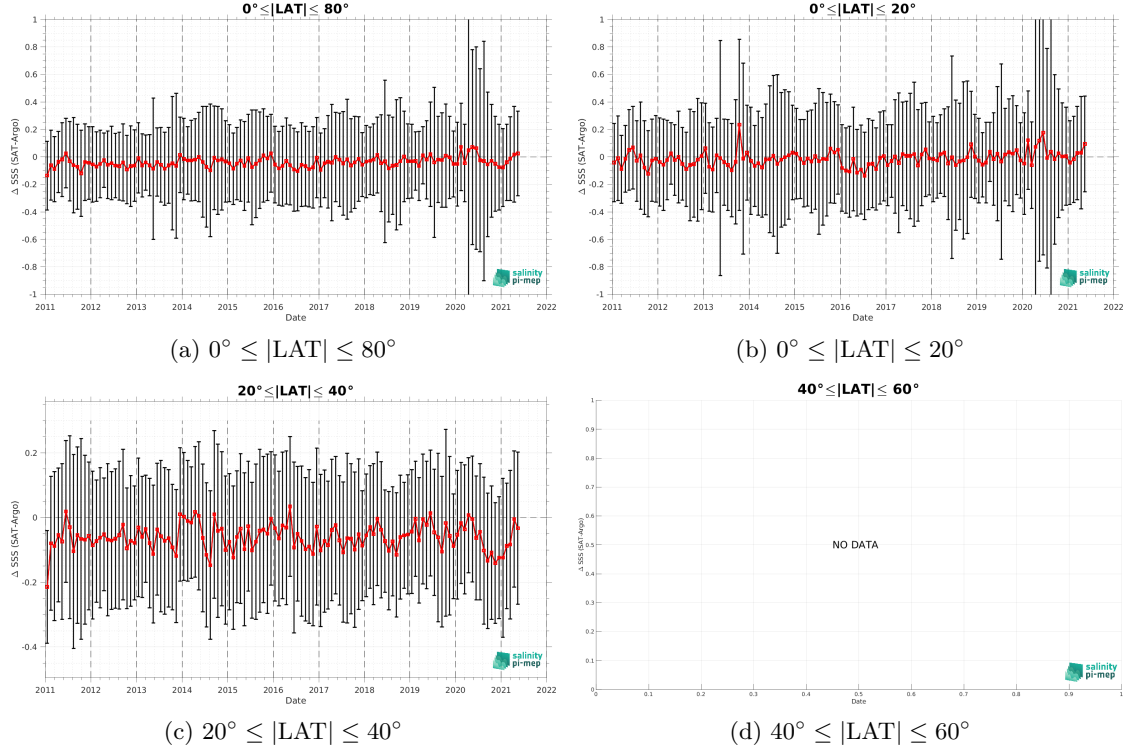 0°≤|LAT|≤ 80°
Δ SSS (SAT-Argo)
1
0.8
0.6
0.4
0.2
0
-0.2
-0.4
-0.6
-0.8
-1
2011 2012 2013 2014 2015 2016 2017 2018 2019 2020 2021 2022
Date
salinity
pi-mep
(a) 0° ≤ |LAT| ≤ 80°
0°≤|LAT|≤ 20°
Δ SSS (SAT-Argo)
1
0.8
0.6
0.4
0.2
0
-0.2
-0.4
-0.6
-0.8
-1
2011 2012 2013 2014 2015 2016 2017 2018 2019 2020 2021 2022
Date
salinity
pi-mep
(b) 0° ≤ |LAT| ≤ 20°
20°≤|LAT|≤ 40°
Δ SSS (SAT-Argo)
0.2
0
-0.2
-0.4
2011 2012 2013 2014 2015 2016 2017 2018 2019 2020 2021 2022
Date
salinity
pi-mep
(c) 20° ≤ |LAT| ≤ 40°
40°≤|LAT|≤ 60°
Δ SSS (SAT-Argo)
1
0.9
0.8
0.7
0.6
0.5
0.4
0.3
0.2
0.1
0
NO DATA
0 0.1 0.2 0.3 0.4 0.5 0.6 0.7 0.8 0.9 1
Date
salinity
pi-mep
(d) 40° ≤ |LAT| ≤ 60°